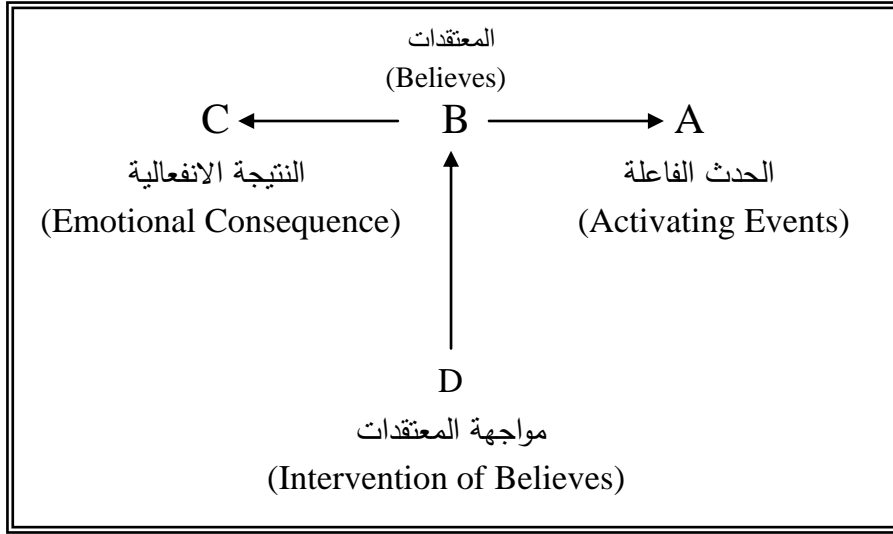 المعتقدات
(Believes)
C B A
النتيجة الانفعالية الحدث الفاعلة
(Emotional Consequence) (Activating Events)
D
مواجهة المعتقدات
(Intervention of Believes)